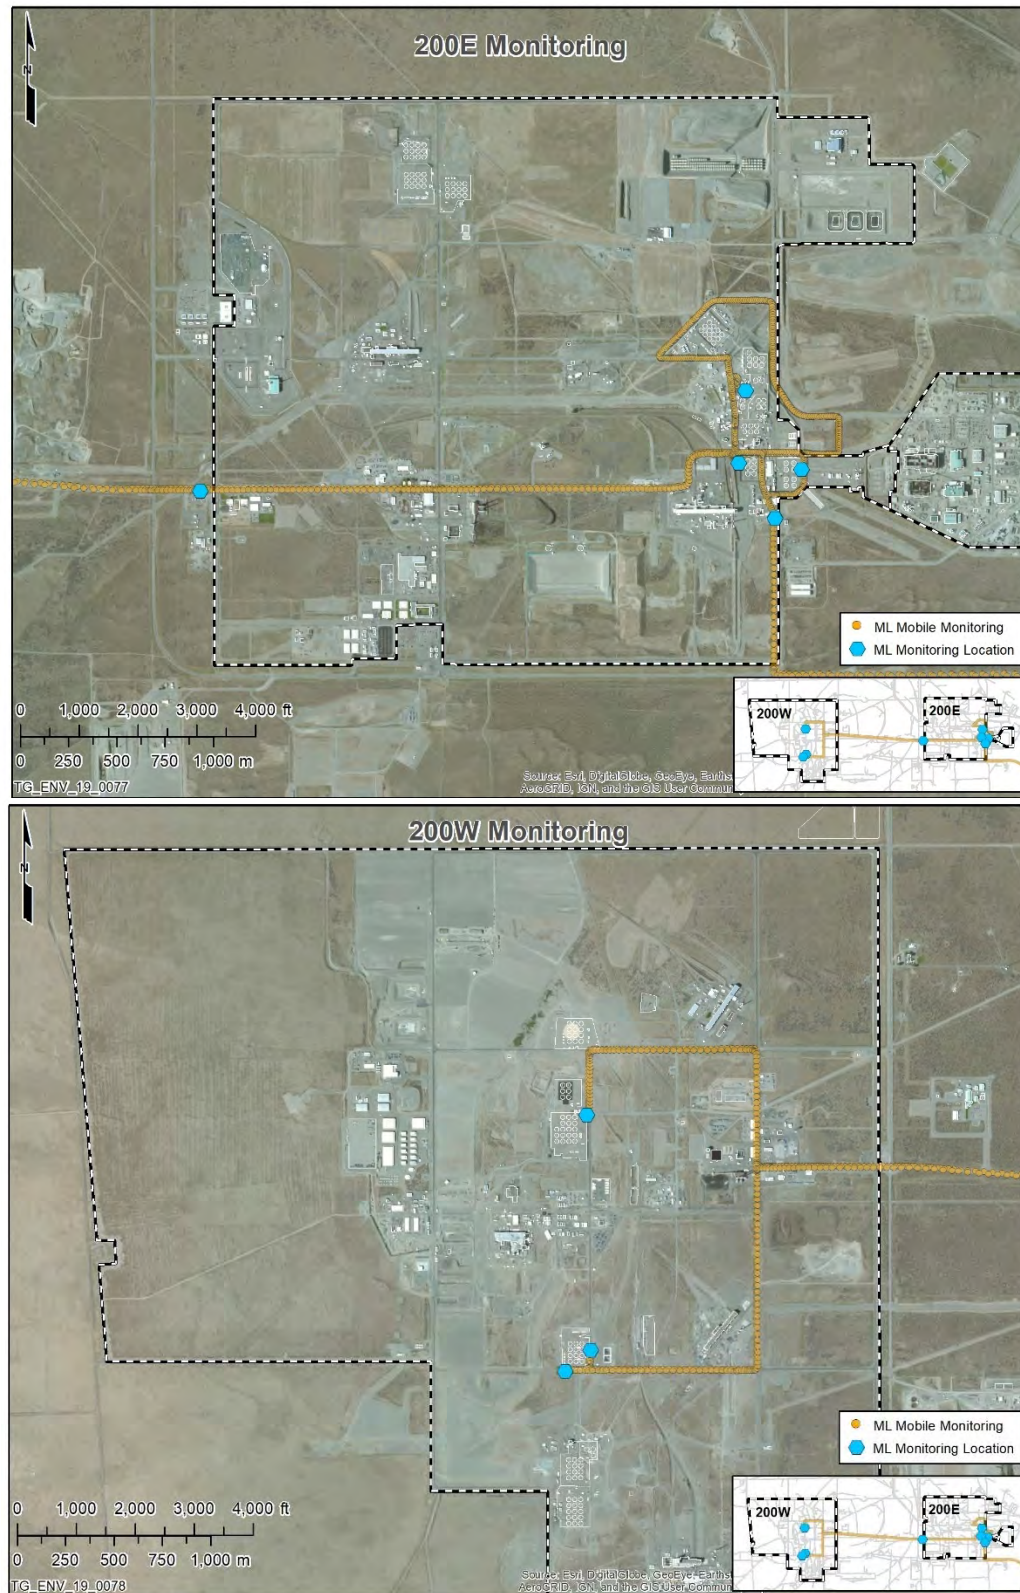 200E Monitoring
N
ML Mobile Monitoring
ML Monitoring Location
200W
200E
0 1,000 2,000 3,000 4,000 ft
0 250 500 750 1,000 m
TG_ENV_19_0077
Source: Esri, DigitalGlobe, GeoEye, Earths
AeroGRID, IGN, and the GIS User Commun
200W Monitoring
N
ML Mobile Monitoring
ML Monitoring Location
200W
200E
0 1,000 2,000 3,000 4,000 ft
0 250 500 750 1,000 m
TG_ENV_19_0078
Source: Esri, DigitalGlobe, GeoEye, Earths
AeroGRID, IGN, and the GIS User Commun